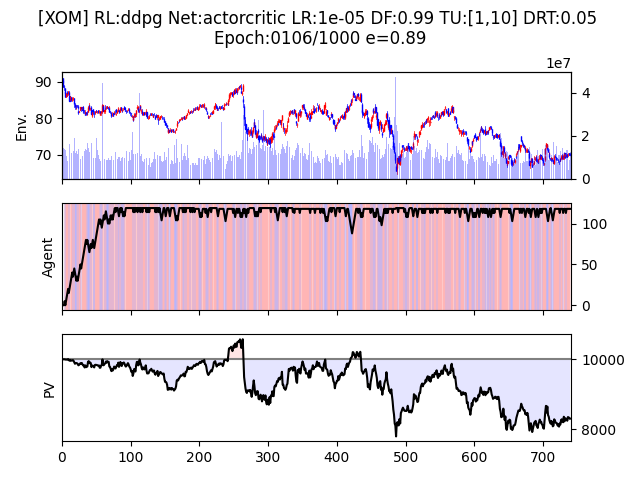 [XOM] RL:ddpg Net:actorcritic LR:1e-05 DF:0.99 TU:[1,10] DRT:0.05
Epoch:0106/1000 e=0.89
1e7
90
80
70
Env.
4
2
0
Agent
100
50
0
PV
10000
8000
0 100 200 300 400 500 600 700